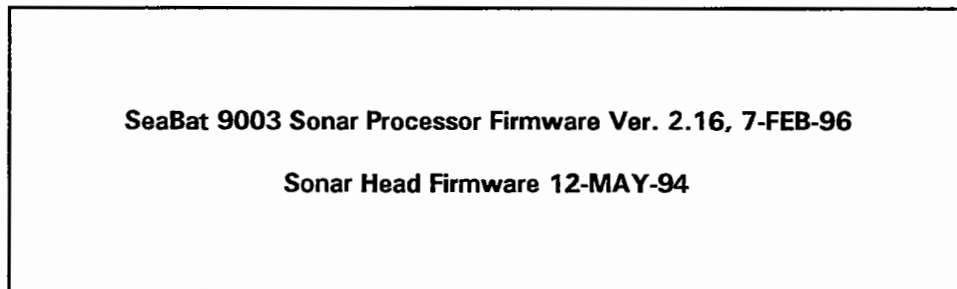 SeaBat 9003 Sonar Processor Firmware Ver. 2.16, 7-FEB-96
Sonar Head Firmware 12-MAY-94